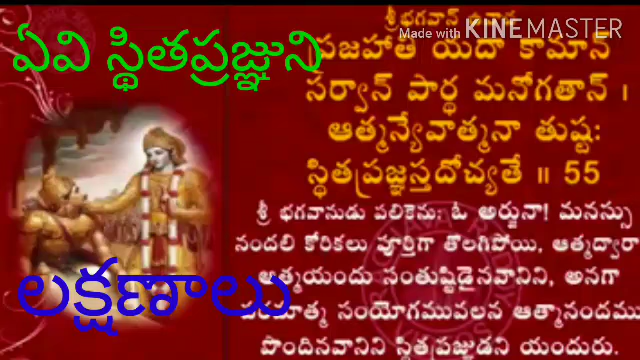 శ్రీభగవాన్
Made with KINEMASTER
ఏవి స్థితప్రజ్ఞుని
ప్రజహాతి యదా కామాన్
సర్వాన్ పార్థ మనోగతాన్ ।
ఆత్మన్యేవాత్మనా తుష్టః
స్థితప్రజ్ఞస్తదోచ్యతే ॥ 55
శ్రీ భగవానుడు పలికెను: ఓ అర్జునా! మనస్సు
నందలి కోరికలు పూర్తిగా తొలగిపోయి, ఆత్మద్వారా
ఆత్మయందు సంతుష్టుడైనవానిని, అనగా
పరమాత్మ సంయోగమువలన ఆత్మానందము
పొందినవానిని స్థితప్రజ్ఞుడని యందురు.
లక్షణాలు